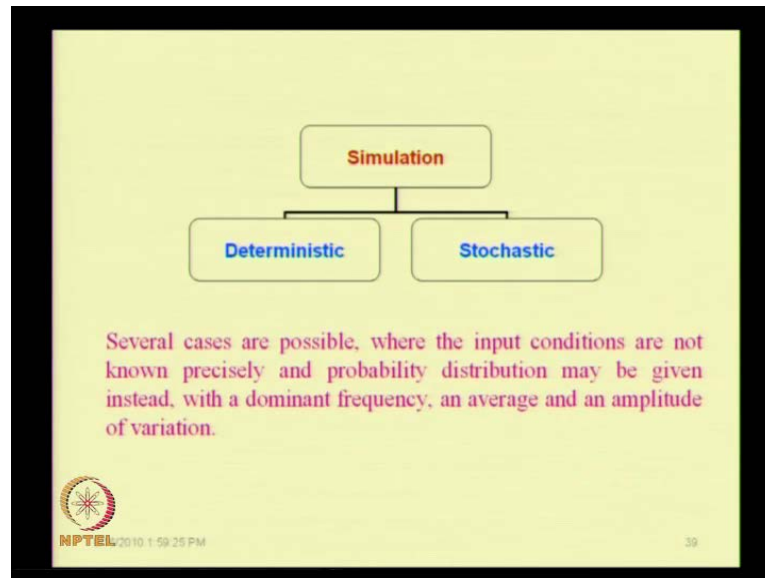 Simulation
Deterministic
Stochastic
Several cases are possible, where the input conditions are not
known precisely and probability distribution may be given
instead, with a dominant frequency, an average and an amplitude
of variation.
NPTEL
2010 1:59:25 PM
39